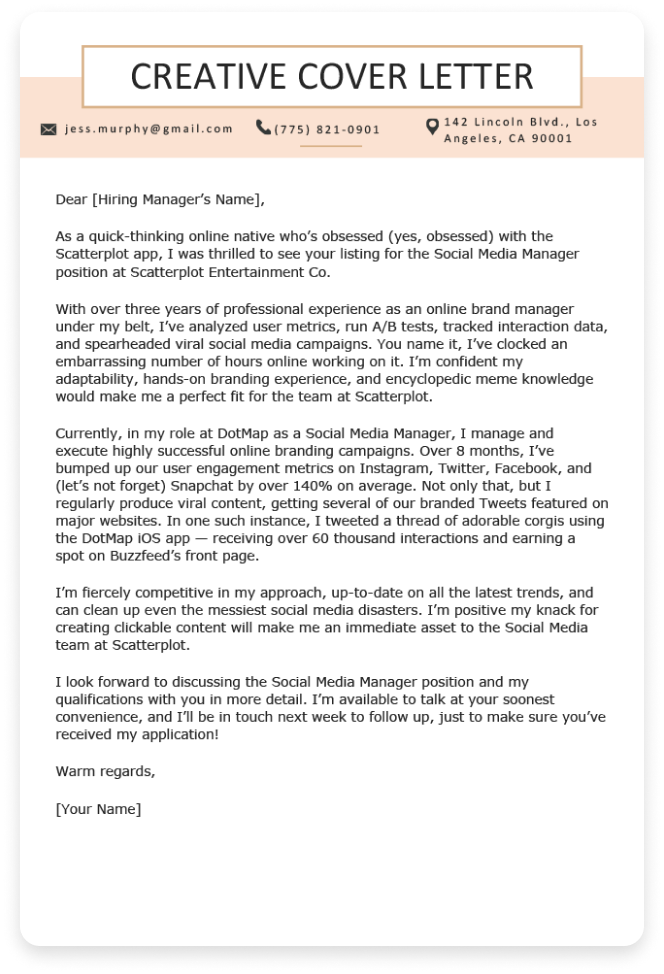 CREATIVE COVER LETTER
jess.murphy@gmail.com
(775) 821-0901
142 Lincoln Blvd., Los
Angeles, CA 90001
Dear [Hiring Manager’s Name],
As a quick-thinking online native who’s obsessed (yes, obsessed) with the
Scatterplot app, I was thrilled to see your listing for the Social Media Manager
position at Scatterplot Entertainment Co.
With over three years of professional experience as an online brand manager
under my belt, I’ve analyzed user metrics, run A/B tests, tracked interaction data,
and spearheaded viral social media campaigns. You name it, I’ve clocked an
embarrassing number of hours online working on it. I’m confident my
adaptability, hands-on branding experience, and encyclopedic meme knowledge
would make me a perfect fit for the team at Scatterplot.
Currently, in my role at DotMap as a Social Media Manager, I manage and
execute highly successful online branding campaigns. Over 8 months, I’ve
bumped up our user engagement metrics on Instagram, Twitter, Facebook, and
(let’s not forget) Snapchat by over 140% on average. Not only that, but I
regularly produce viral content, getting several of our branded Tweets featured on
major websites. In one such instance, I tweeted a thread of adorable corgis using
the DotMap iOS app — receiving over 60 thousand interactions and earning a
spot on Buzzfeed’s front page.
I’m fiercely competitive in my approach, up-to-date on all the latest trends, and
can clean up even the messiest social media disasters. I’m positive my knack for
creating clickable content will make me an immediate asset to the Social Media
team at Scatterplot.
I look forward to discussing the Social Media Manager position and my
qualifications with you in more detail. I’m available to talk at your soonest
convenience, and I’ll be in touch next week to follow up, just to make sure you’ve
received my application!
Warm regards,
[Your Name]